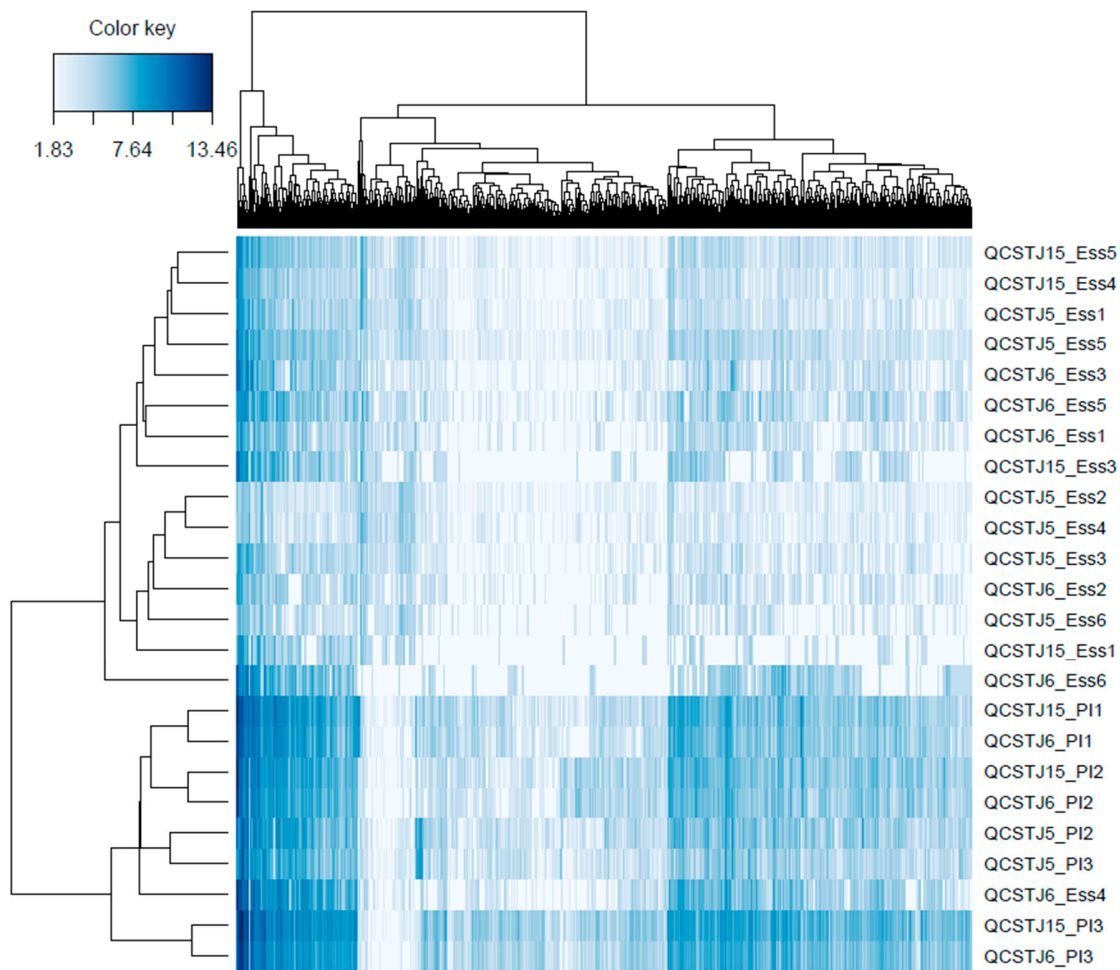 Color key
1.83 7.64 13.46
QCSTJ15_Ess5
QCSTJ15_Ess4
QCSTJ5_Ess1
QCSTJ5_Ess5
QCSTJ6_Ess3
QCSTJ6_Ess5
QCSTJ6_Ess1
QCSTJ15_Ess3
QCSTJ5_Ess2
QCSTJ5_Ess4
QCSTJ5_Ess3
QCSTJ6_Ess2
QCSTJ5_Ess6
QCSTJ15_Ess1
QCSTJ6_Ess6
QCSTJ15_PI1
QCSTJ6_PI1
QCSTJ15_PI2
QCSTJ6_PI2
QCSTJ5_PI2
QCSTJ5_PI3
QCSTJ6_Ess4
QCSTJ15_PI3
QCSTJ6_PI3